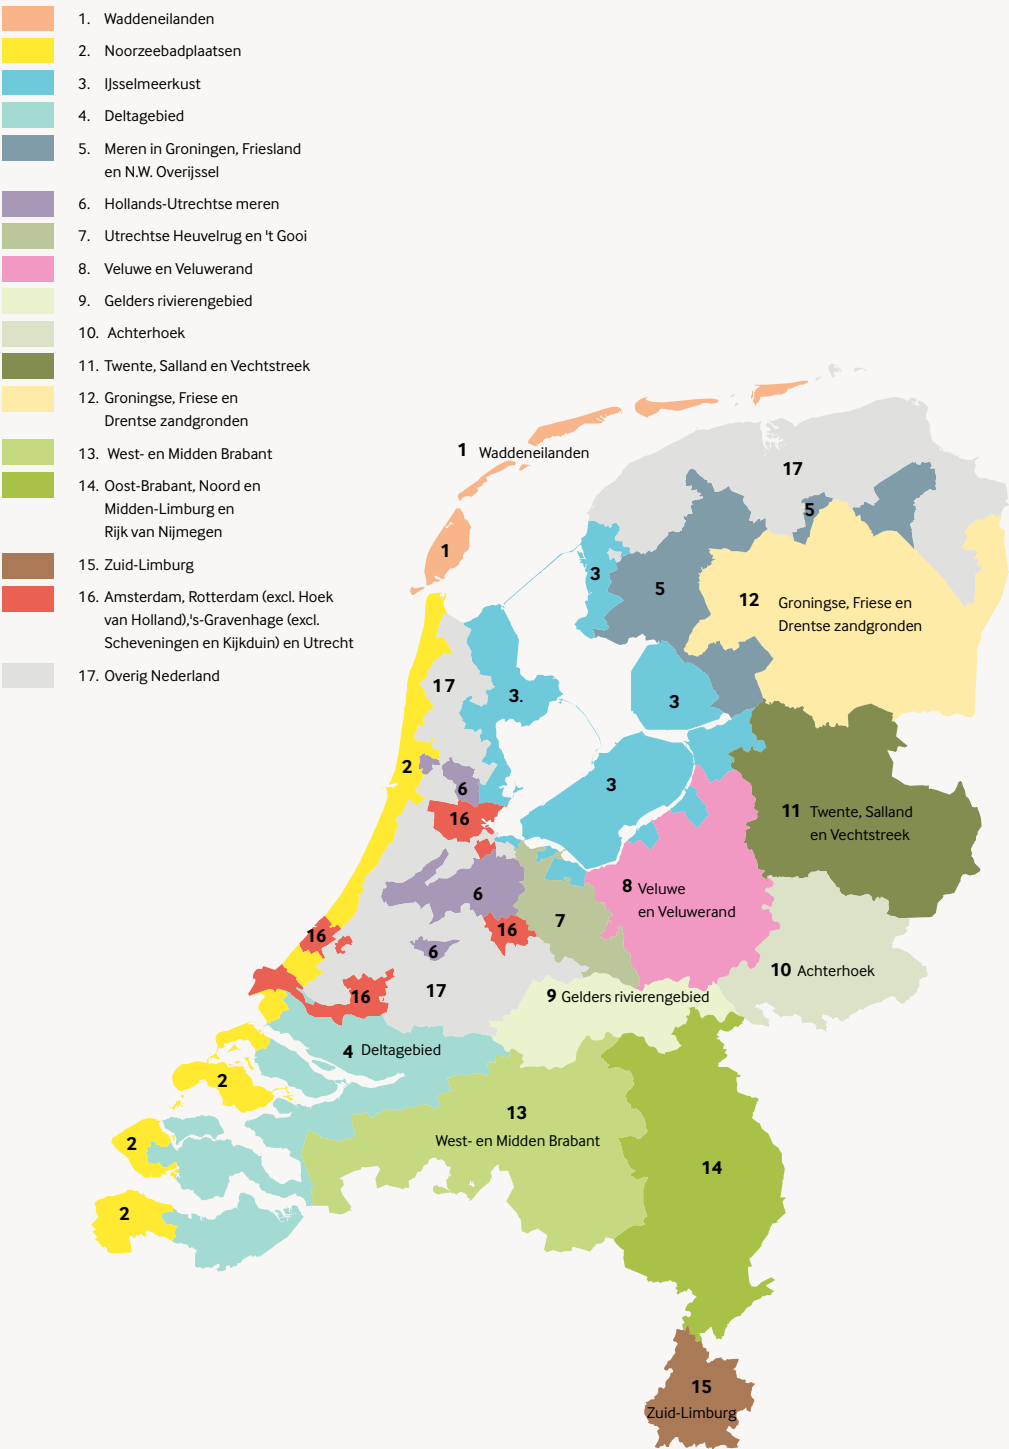 1. Waddeneilanden
2. Noorzeebadplaatsen
3. IJsselmeerkust
4. Deltagebied
5. Meren in Groningen, Friesland
en N.W. Overijssel
6. Hollands-Utrechtse meren
7. Utrechtse Heuvelrug en 't Gooi
8. Veluwe en Veluwerand
9. Gelders rivierengebied
10. Achterhoek
11. Twente, Salland en Vechtstreek
12. Groningse, Friese en
Drentse zandgronden
13. West- en Midden Brabant
14. Oost-Brabant, Noord en
Midden-Limburg en
Rijk van Nijmegen
15. Zuid-Limburg
16. Amsterdam, Rotterdam (excl. Hoek
van Holland),'s-Gravenhage (excl.
Scheveningen en Kijkduin) en Utrecht
17. Overig Nederland
1 Waddeneilanden
17
5
1
3
5
12 Groningse, Friese en
Drentse zandgronden
17
3.
3
2
6
3
16
11 Twente, Salland
en Vechtstreek
8 Veluwe
en Veluwerand
6
7
16
16
6
10 Achterhoek
16
17
9 Gelders rivierengebied
4 Deltagebied
2
13
West- en Midden Brabant
2
14
2
15
Zuid-Limburg